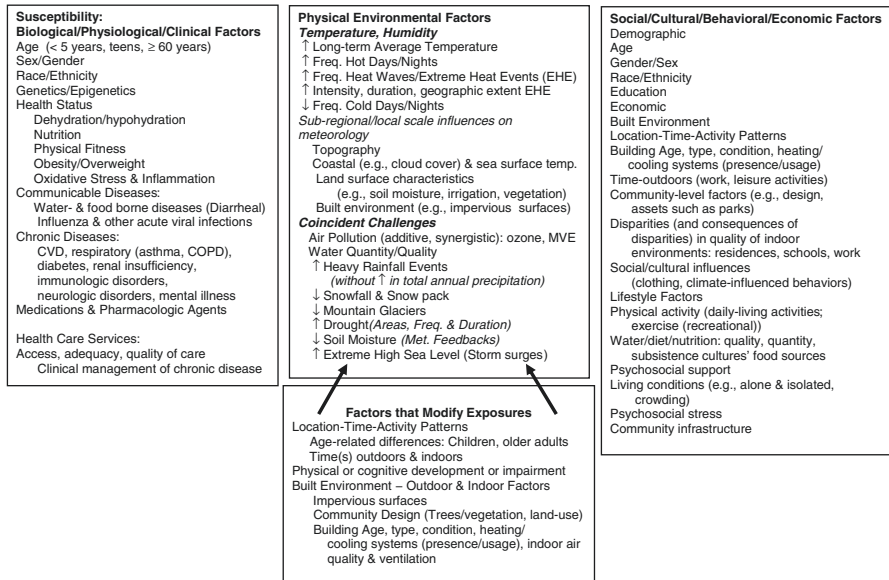 Susceptibility:
Biological/Physiological/Clinical Factors
Age (< 5 years, teens, ≥ 60 years)
Sex/Gender
Race/Ethnicity
Genetics/Epigenetics
Health Status
Dehydration/hypohydration
Nutrition
Physical Fitness
Obesity/Overweight
Oxidative Stress & Inflammation
Communicable Diseases:
Water- & food borne diseases (Diarrheal)
Influenza & other acute viral infections
Chronic Diseases:
CVD, respiratory (asthma, COPD),
diabetes, renal insufficiency,
immunologic disorders,
neurologic disorders, mental illness
Medications & Pharmacologic Agents
Health Care Services:
Access, adequacy, quality of care
Clinical management of chronic disease
Physical Environmental Factors
Temperature, Humidity
↑ Long-term Average Temperature
↑ Freq. Hot Days/Nights
↑ Freq. Heat Waves/Extreme Heat Events (EHE)
↑ Intensity, duration, geographic extent EHE
↓ Freq. Cold Days/Nights
Sub-regional/local scale influences on
meteorology
Topography
Coastal (e.g., cloud cover) & sea surface temp.
Land surface characteristics
(e.g., soil moisture, irrigation, vegetation)
Built environment (e.g., impervious surfaces)
Coincident Challenges
Air Pollution (additive, synergistic): ozone, MVE
Water Quantity/Quality
↑ Heavy Rainfall Events
(without ↑ in total annual precipitation)
↓ Snowfall & Snow pack
↓ Mountain Glaciers
↑ Drought(Areas, Freq. & Duration)
↓ Soil Moisture (Met. Feedbacks)
↑ Extreme High Sea Level (Storm surges)
Factors that Modify Exposures
Location-Time-Activity Patterns
Age-related differences: Children, older adults
Time(s) outdoors & indoors
Physical or cognitive development or impairment
Built Environment – Outdoor & Indoor Factors
Impervious surfaces
Community Design (Trees/vegetation, land-use)
Building Age, type, condition, heating/
cooling systems (presence/usage), indoor air
quality & ventilation
Social/Cultural/Behavioral/Economic Factors
Demographic
Age
Gender/Sex
Race/Ethnicity
Education
Economic
Built Environment
Location-Time-Activity Patterns
Building Age, type, condition, heating/
cooling systems (presence/usage)
Time-outdoors (work, leisure activities)
Community-level factors (e.g., design,
assets such as parks)
Disparities (and consequences of
disparities) in quality of indoor
environments: residences, schools, work
Social/cultural influences
(clothing, climate-influenced behaviors)
Lifestyle Factors
Physical activity (daily-living activities;
exercise (recreational))
Water/diet/nutrition: quality, quantity,
subsistence cultures' food sources
Psychosocial support
Living conditions (e.g., alone & isolated,
crowding)
Psychosocial stress
Community infrastructure